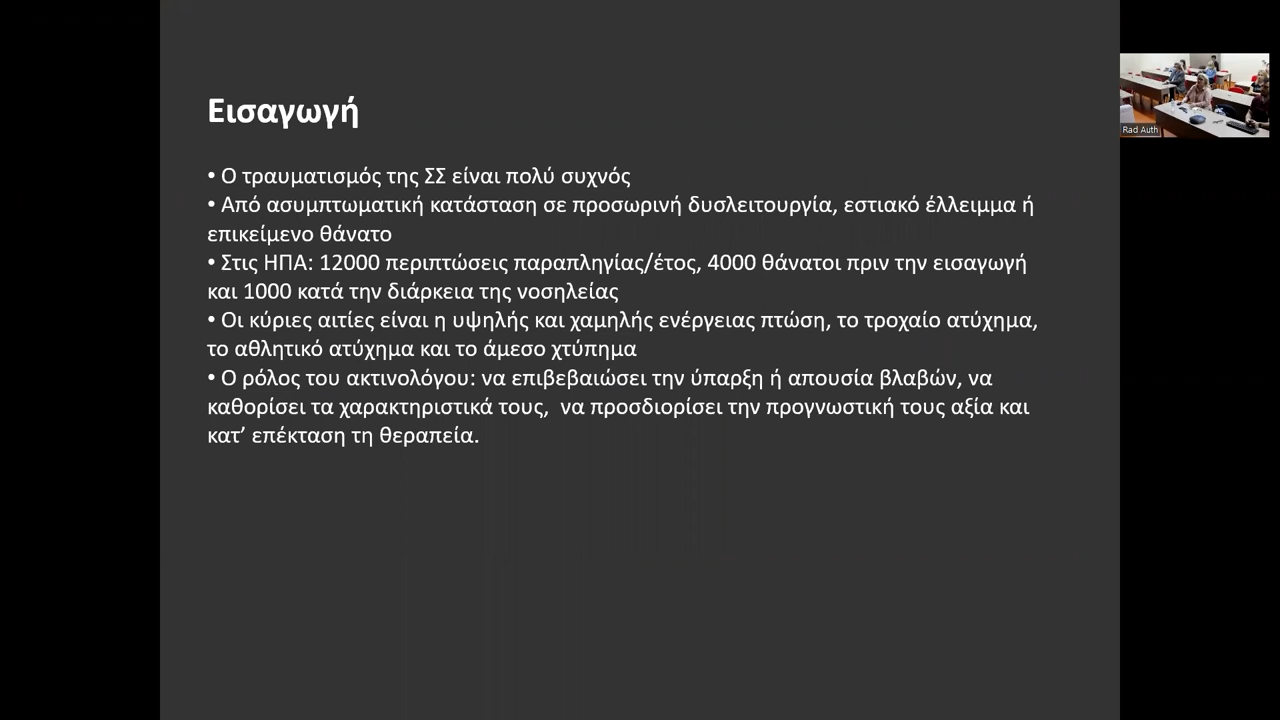 Εισαγωγή
• Ο τραυματισμός της ΣΣ είναι πολύ συχνός
• Από ασυμπτωματική κατάσταση σε προσωρινή δυσλειτουργία, εστιακό έλλειμμα ή
επικείμενο θάνατο
• Στις ΗΠΑ: 12000 περιπτώσεις παραπληγίας/έτος, 4000 θάνατοι πριν την εισαγωγή
και 1000 κατά την διάρκεια της νοσηλείας
• Οι κύριες αιτίες είναι η υψηλής και χαμηλής ενέργειας πτώση, το τροχαίο ατύχημα,
το αθλητικό ατύχημα και το άμεσο χτύπημα
• Ο ρόλος του ακτινολόγου: να επιβεβαιώσει την ύπαρξη ή απουσία βλαβών, να
καθορίσει τα χαρακτηριστικά τους,  να προσδιορίσει την προγνωστική τους αξία και
κατ’ επέκταση τη θεραπεία.
Rad Auth